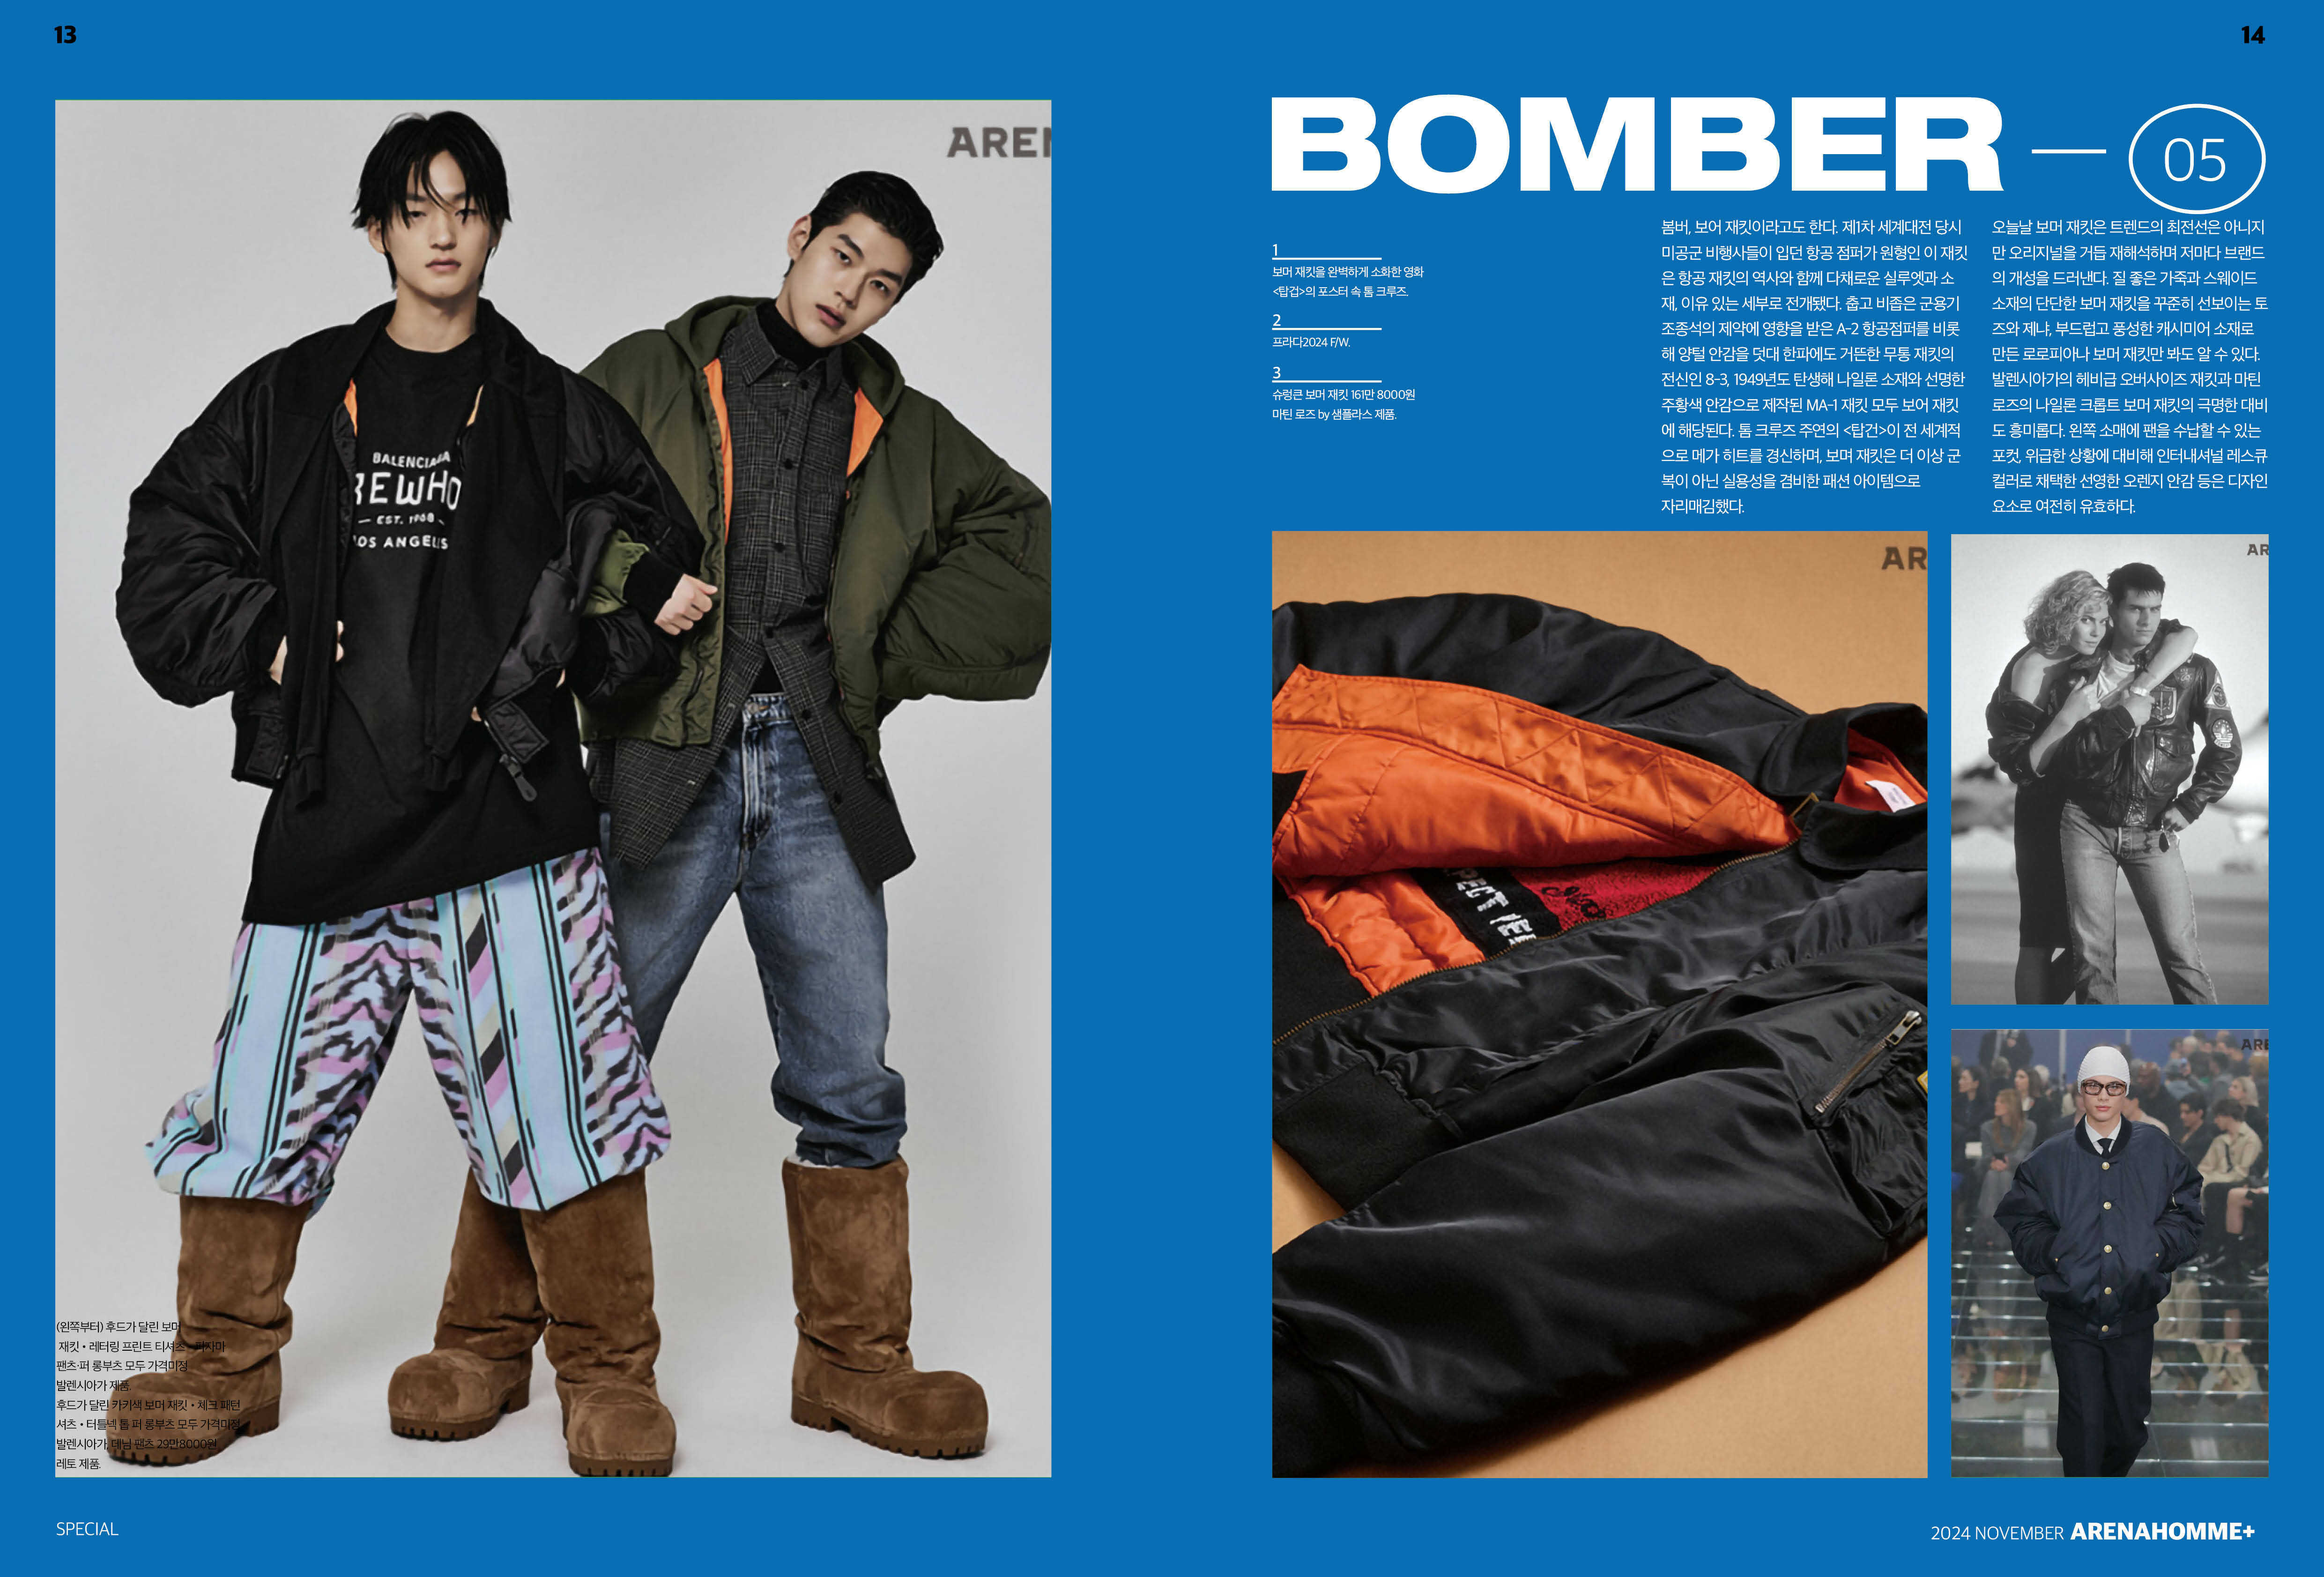 13
14
AREN
(왼쪽부터) 후드가 달린 보머
재킷 • 레터링 프린트 티셔츠 • 파자마
팬츠·퍼 롱부츠 모두 가격미정
발렌시아가 제품.
후드가 달린 카키색 보머 재킷 • 체크 패턴
셔츠 • 터틀넥 톱 퍼 롱부츠 모두 가격미정
발렌시아가, 데님 팬츠 29만8000원
레토 제품.
BALENCIAGA
REWHO
EST. 1968
LOS ANGELES
SPECIAL
BOMBER — 05
1
보머 재킷을 완벽하게 소화한 영화
<탑겁>의 포스터 속 톰 크루즈.
2
프라다2024 F/W.
3
슈렁큰 보머 재킷 161만 8000원
마틴 로즈 by 샘플라스 제품.
봄버, 보어 재킷이라고도 한다. 제1차 세계대전 당시
미공군 비행사들이 입던 항공 점퍼가 원형인 이 재킷
은 항공 재킷의 역사와 함께 다채로운 실루엣과 소
재, 이유 있는 세부로 전개됐다. 춥고 비좁은 군용기
조종석의 제약에 영향을 받은 A-2 항공점퍼를 비롯
해 양털 안감을 덧대 한파에도 거뜬한 무통 재킷의
전신인 8-3, 1949년도 탄생해 나일론 소재와 선명한
주황색 안감으로 제작된 MA-1 재킷 모두 보어 재킷
에 해당된다. 톰 크루즈 주연의 <탑건>이 전 세계적
으로 메가 히트를 경신하며, 보며 재킷은 더 이상 군
복이 아닌 실용성을 겸비한 패션 아이템으로
자리매김했다.
오늘날 보머 재킷은 트렌드의 최전선은 아니지
만 오리지널을 거듭 재해석하며 저마다 브랜드
의 개성을 드러낸다. 질 좋은 가죽과 스웨이드
소재의 단단한 보머 재킷을 꾸준히 선보이는 토
즈와 제냐, 부드럽고 풍성한 캐시미어 소재로
만든 로로피아나 보머 재킷만 봐도 알 수 있다.
발렌시아가의 헤비급 오버사이즈 재킷과 마틴
로즈의 나일론 크롭트 보머 재킷의 극명한 대비
도 흥미롭다. 왼쪽 소매에 팬을 수납할 수 있는
포컷, 위급한 상황에 대비해 인터내셔널 레스큐
컬러로 채택한 선영한 오렌지 안감 등은 디자인
요소로 여전히 유효하다.
AR
AR
ARE
2024 NOVEMBER ARENAHOMME+